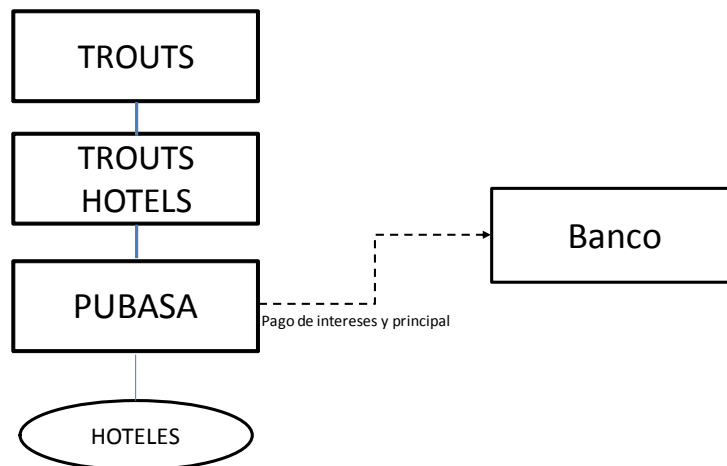 TROUTS
TROUTS
HOTELS
Banco
PUBASA
Pago de intereses y principal
HOTELES